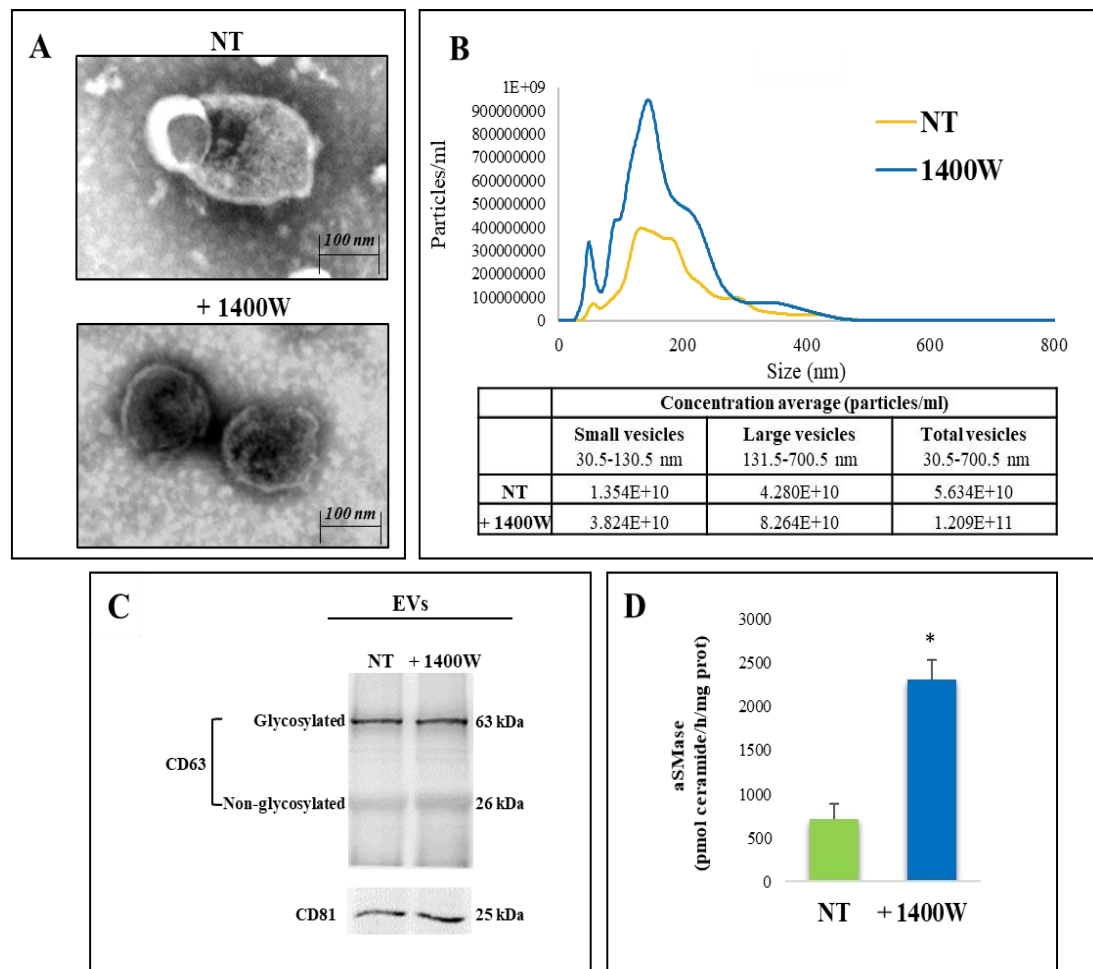 A
NT
100 nm
+ 1400W
100 nm
B
1E+09
900000000
800000000
700000000
600000000
500000000
400000000
300000000
200000000
100000000
0
Particles/ml
NT
1400W
0 200 400 600 800
Size (nm)
Concentration average (particles/ml)
Small vesicles Large vesicles Total vesicles
30.5-130.5 nm 131.5-700.5 nm 30.5-700.5 nm
NT 1.354E+10 4.280E+10 5.634E+10
+ 1400W 3.824E+10 8.264E+10 1.209E+11
C
EVs
NT + 1400W
Glycosylated 63 kDa
CD63
Non-glycosylated 26 kDa
CD81 25 kDa
D
aSMase
(pmol ceramide/h/mg prot)
3000
2500
2000
1500
1000
500
0
*
NT + 1400W